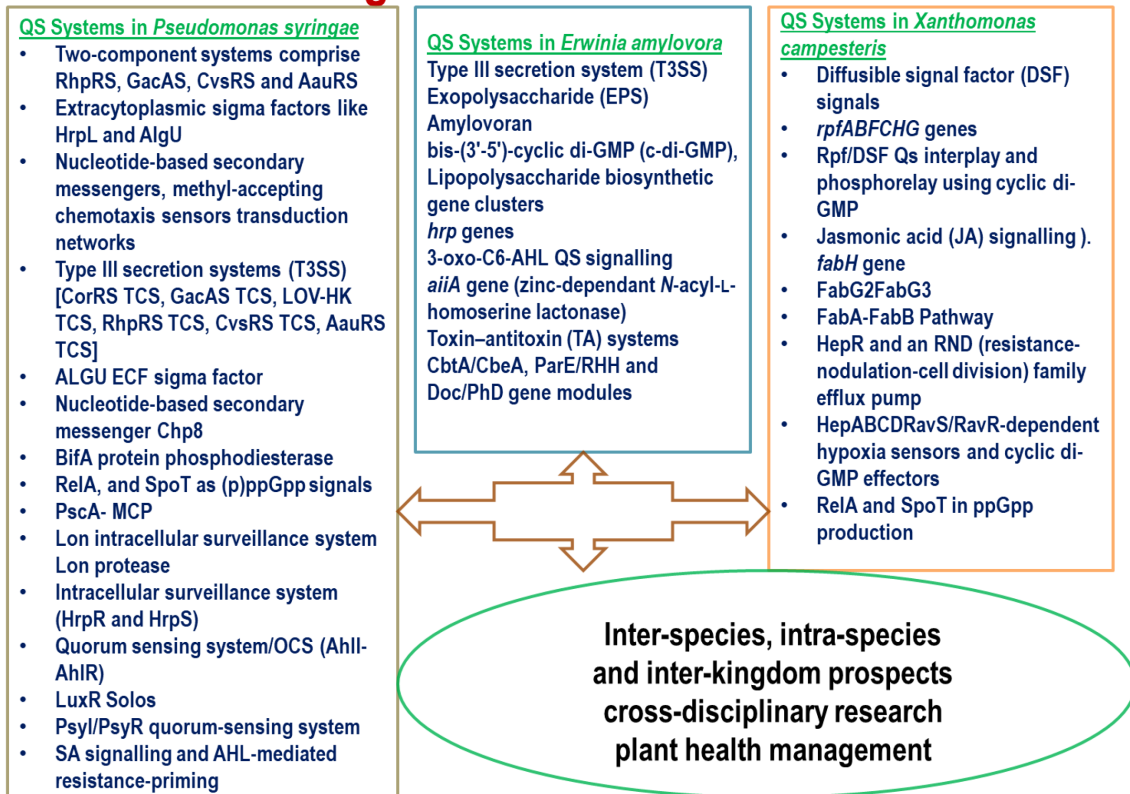 QS Systems in Pseudomonas syringae
• Two-component systems comprise
RhpRS, GacAS, CvsRS and AauRS
• Extracytoplasmic sigma factors like
HrpL and AlgU
• Nucleotide-based secondary
messengers, methyl-accepting
chemotaxis sensors transduction
networks
• Type III secretion systems (T3SS)
[CorRS TCS, GacAS TCS, LOV-HK
TCS, RhpRS TCS, CvsRS TCS, AauRS
TCS]
• ALGU ECF sigma factor
• Nucleotide-based secondary
messenger Chp8
• BifA protein phosphodiesterase
• RelA, and SpoT as (p)ppGpp signals
• PscA- MCP
• Lon intracellular surveillance system
Lon protease
• Intracellular surveillance system
(HrpR and HrpS)
• Quorum sensing system/OCS (AhlI-
AhlR)
• LuxR Solos
• PsyI/PsyR quorum-sensing system
• SA signalling and AHL-mediated
resistance-priming
QS Systems in Erwinia amylovora
Type III secretion system (T3SS)
Exopolysaccharide (EPS)
Amylovoran
bis-(3'-5')-cyclic di-GMP (c-di-GMP),
Lipopolysaccharide biosynthetic
gene clusters
hrp genes
3-oxo-C6-AHL QS signalling
aiiA gene (zinc-dependant N-acyl-L-
homoserine lactonase)
Toxin–antitoxin (TA) systems
CbtA/CbeA, ParE/RHH and
Doc/PhD gene modules
QS Systems in Xanthomonas
campesteris
• Diffusible signal factor (DSF)
signals
• rpfABFCHG genes
• Rpf/DSF Qs interplay and
phosphorelay using cyclic di-
GMP
• Jasmonic acid (JA) signalling ).
fabH gene
• FabG2FabG3
• FabA-FabB Pathway
• HepR and an RND (resistance-
nodulation-cell division) family
efflux pump
• HepABCDRavS/RavR-dependent
hypoxia sensors and cyclic di-
GMP effectors
• RelA and SpoT in ppGpp
production
Inter-species, intra-species
and inter-kingdom prospects
cross-disciplinary research
plant health management